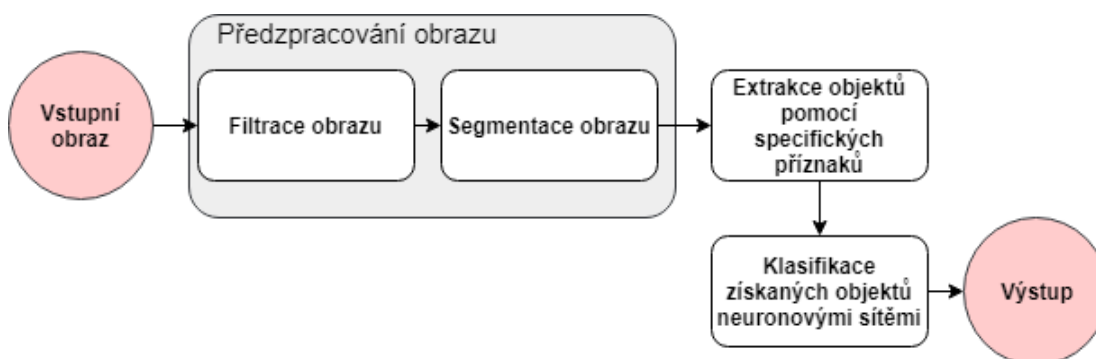 Předzpracování obrazu
Vstupní
obraz
Filtrace obrazu
Segmentace obrazu
Extrakce objektů
pomocí
specifických
příznaků
Klasifikace
získaných objektů
neuronovými sítěmi
Výstup